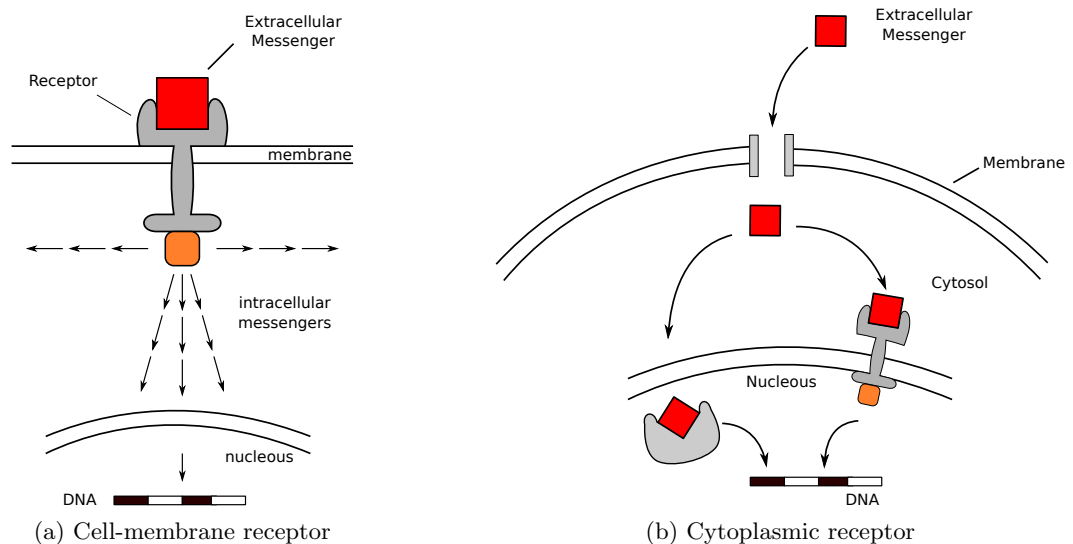 Extracellular
Messenger
Receptor
membrane
intracellular
messengers
nucleous
DNA
(a) Cell-membrane receptor
Extracellular
Messenger
Membrane
Cytosol
Nucleous
DNA
(b) Cytoplasmic receptor